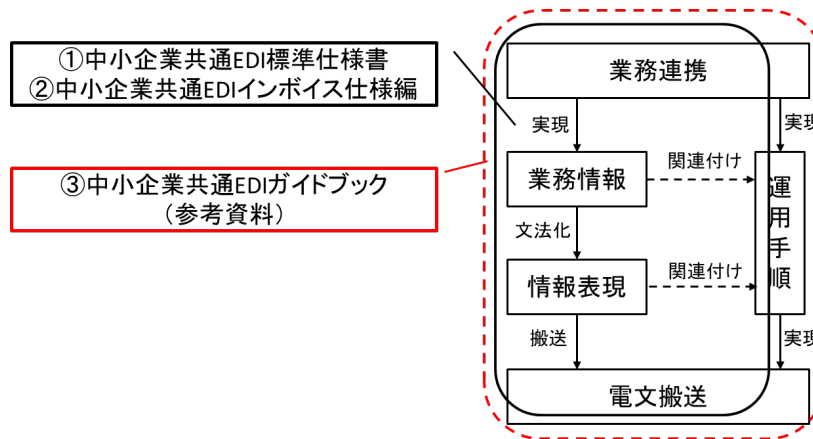 ①中小企業共通EDI標準仕様書
②中小企業共通EDIインボイス仕様編
③中小企業共通EDIガイドブック
（参考資料）
業務連携
実現
実現
業務情報
関連付け
運用手順
文法化
情報表現
関連付け
搬送
実現
電文搬送